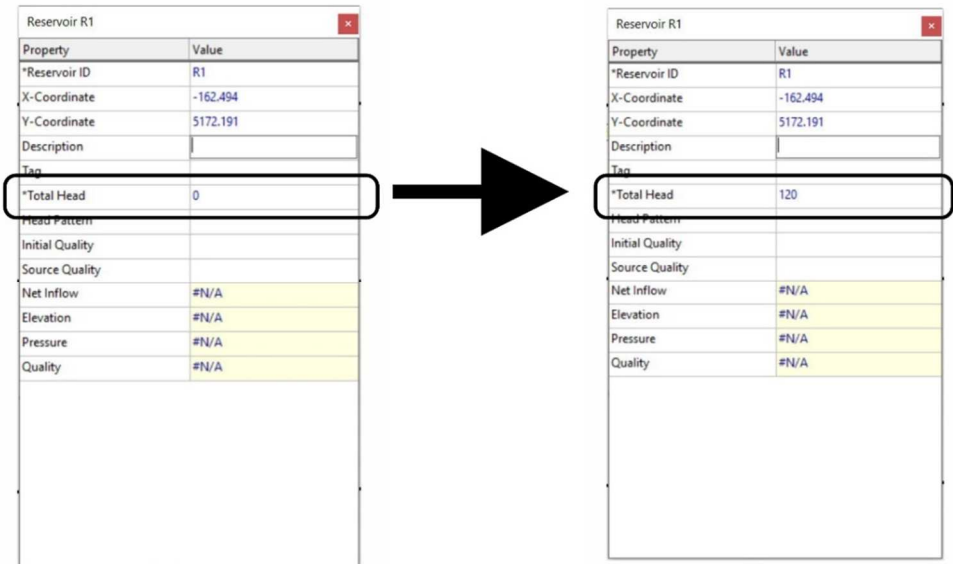 Reservoir R1
Property Value
*Reservoir ID R1
X-Coordinate -162.494
Y-Coordinate 5172.191
Description
Tag
*Total Head 0
Head Pattern
Initial Quality
Source Quality
Net Inflow #N/A
Elevation #N/A
Pressure #N/A
Quality #N/A
Reservoir R1
Property Value
*Reservoir ID R1
X-Coordinate -162.494
Y-Coordinate 5172.191
Description
Tag
*Total Head 120
Head Pattern
Initial Quality
Source Quality
Net Inflow #N/A
Elevation #N/A
Pressure #N/A
Quality #N/A